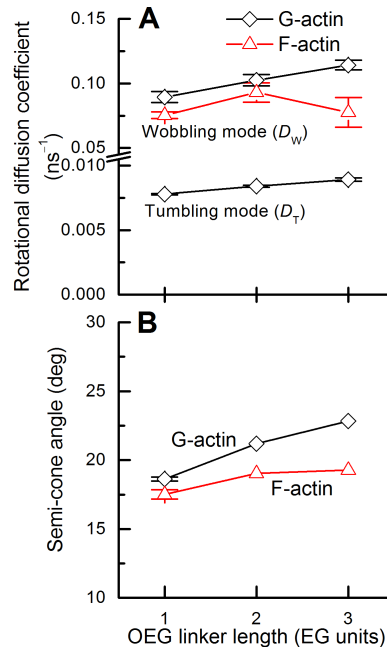 A
G-actin
F-actin
Rotational diffusion coefficient
(ns⁻¹)
0.15
0.10
0.05
0.010
0.005
0.000
Wobbling mode (D_W)
Tumbling mode (D_T)
B
Semi-cone angle (deg)
30
25
20
15
10
G-actin
F-actin
1 2 3
OEG linker length (EG units)